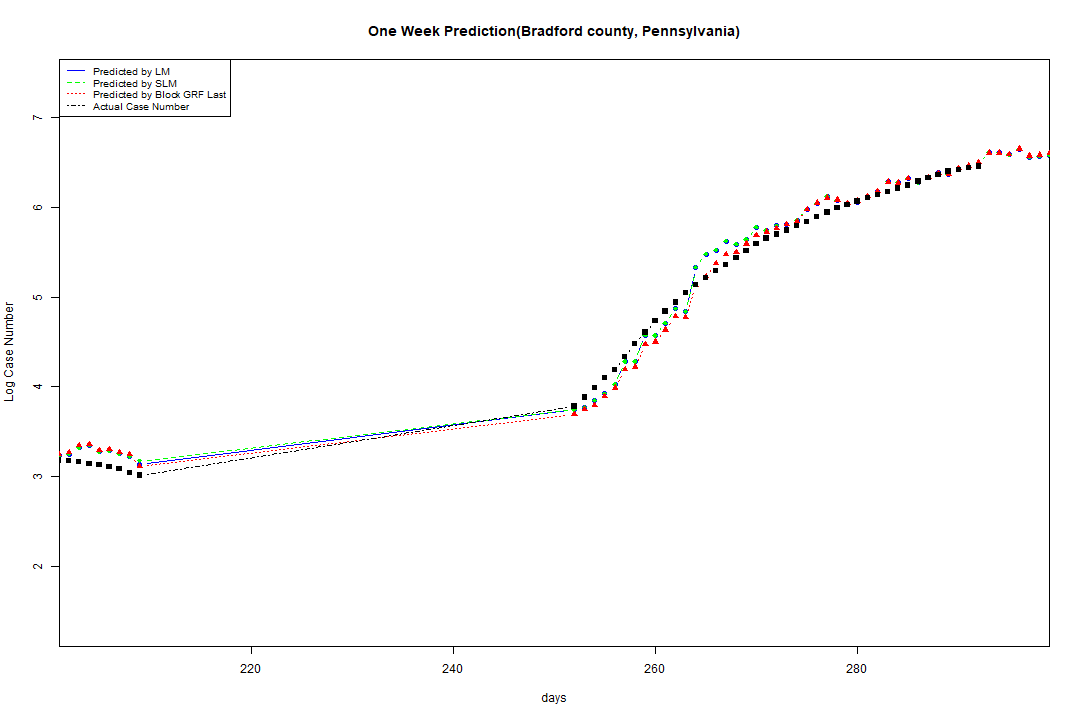 One Week Prediction(Bradford county, Pennsylvania)
Predicted by LM
Predicted by SLM
Predicted by Block GRF Last
Actual Case Number
7
6
5
4
3
2
Log Case Number
220 240 260 280
days